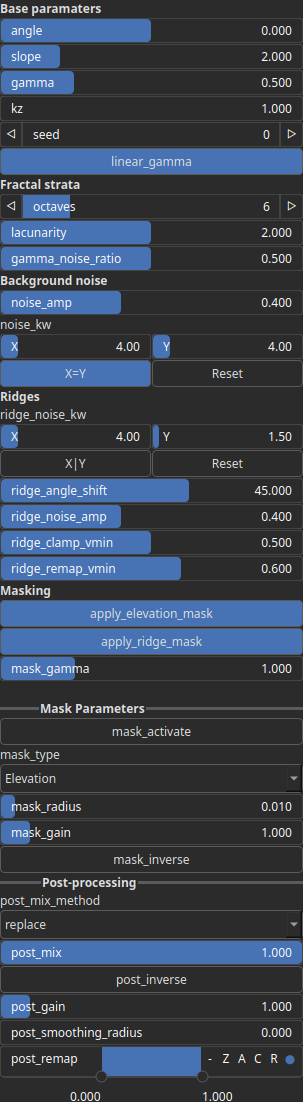 Base paramaters
angle 0.000
slope 2.000
gamma 0.500
kz 1.000
seed 0
linear_gamma
Fractal strata
octaves 6
lacunarity 2.000
gamma_noise_ratio 0.500
Background noise
noise_amp 0.400
noise_kw
X 4.00 Y 4.00
X=Y Reset
Ridges
ridge_noise_kw
X 4.00 Y 1.50
X|Y Reset
ridge_angle_shift 45.000
ridge_noise_amp 0.400
ridge_clamp_vmin 0.500
ridge_remap_vmin 0.600
Masking
apply_elevation_mask
apply_ridge_mask
mask_gamma 1.000
Mask Parameters
mask_activate
mask_type
Elevation
mask_radius 0.010
mask_gain 1.000
mask_inverse
Post-processing
post_mix_method
replace
post_mix 1.000
post_inverse
post_gain 1.000
post_smoothing_radius 0.000
post_remap - Z A C R
0.000 1.000